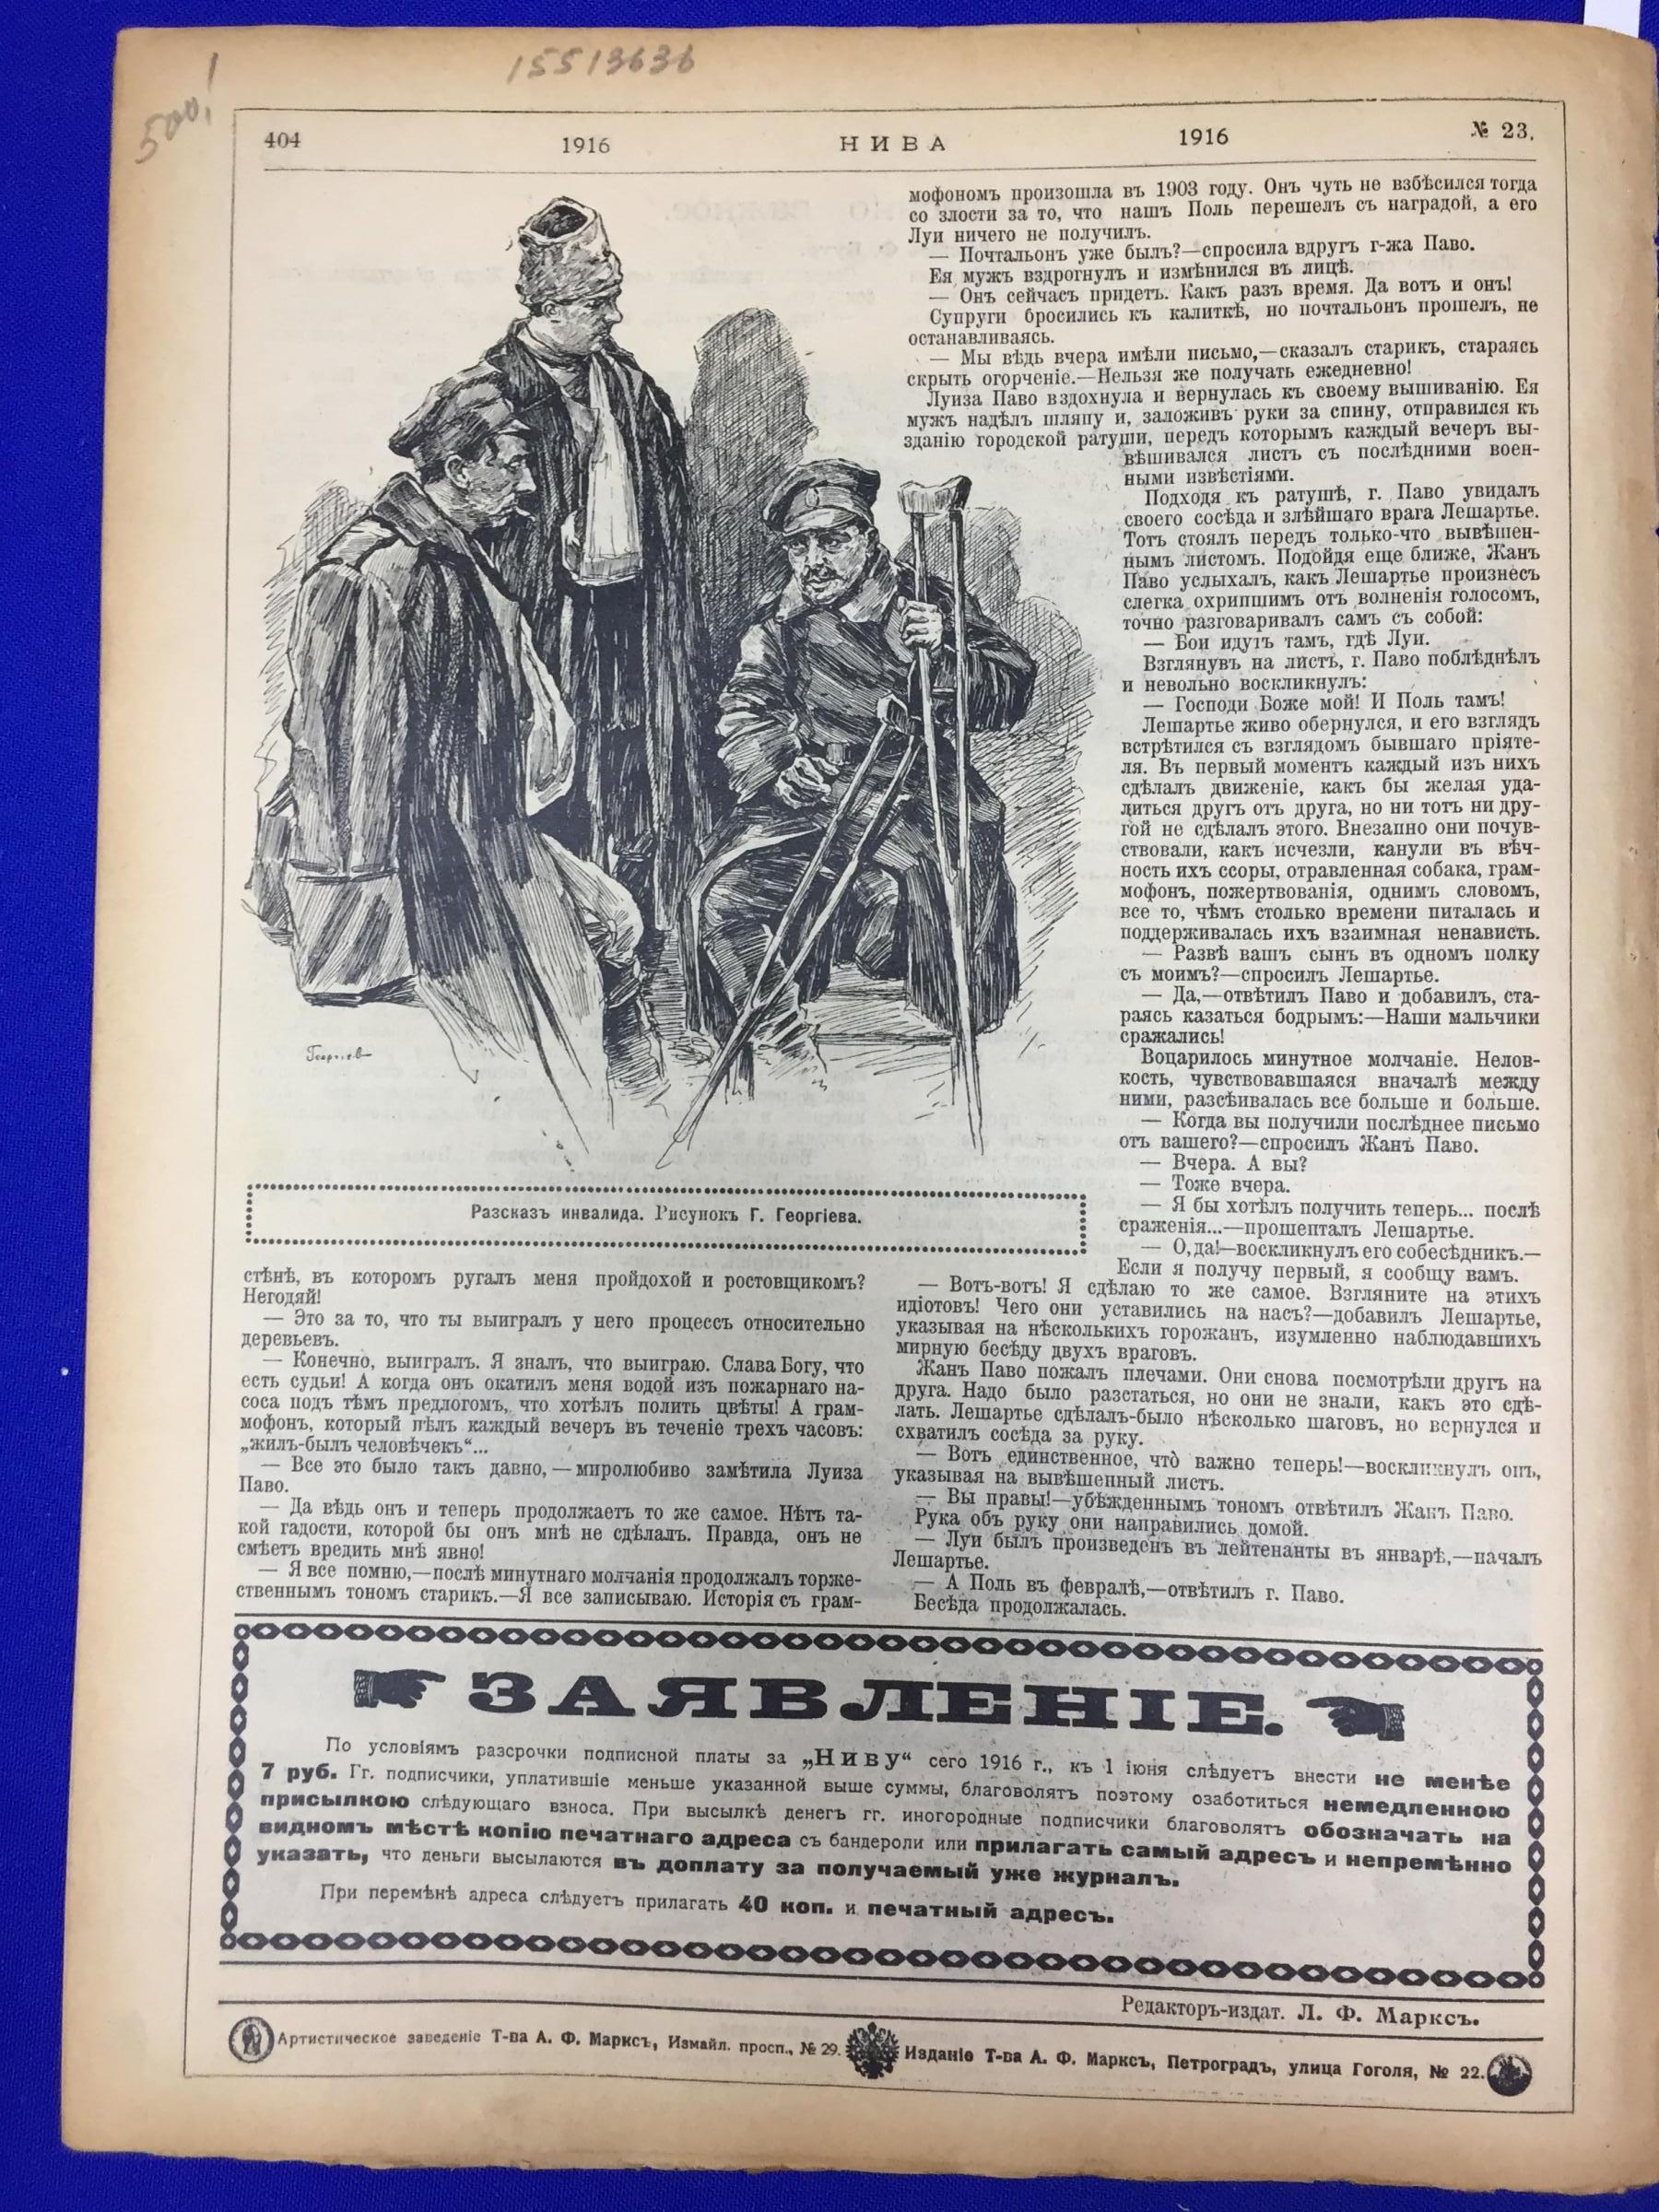 15513636
500!
404 1916 НИВА 1916 № 23.
стѣнѣ, въ которомъ ругалъ меня пройдохой и ростовщикомъ?
Негодяй!
— Это за то, что ты выигралъ у него процессъ относительно
деревьевъ.
— Конечно, выигралъ. Я зналъ, что выиграю. Слава Богу, что
есть судьи! А когда онъ окатилъ меня водой изъ пожарнаго на-
соса подъ тѣмъ предлогомъ, что хотѣлъ полить цвѣты! А грам-
мофонъ, который пѣлъ каждый вечеръ въ теченіе трехъ часовъ:
„жилъ-былъ человѣчекъ“...
— Все это было такъ давно,—миролюбиво замѣтила Луиза
Паво.
— Да вѣдь онъ и теперь продолжаетъ то же самое. Нѣтъ та-
кой гадости, которой бы онъ мнѣ не сдѣлалъ. Правда, онъ не
смѣетъ вредить мнѣ явно!
— Я все помню,—послѣ минутнаго молчанія продолжалъ торже-
ственнымъ тономъ старикъ.—Я все записываю. Исторія съ грам-
мофономъ произошла въ 1903 году. Онъ чуть не взбѣсился тогда
со злости за то, что нашъ Поль перешелъ съ наградой, а его
Луи ничего не получилъ.
— Почтальонъ уже былъ?—спросила вдругъ г-жа Паво.
Ея мужъ вздрогнулъ и измѣнился въ лицѣ.
— Онъ сейчасъ придетъ. Какъ разъ время. Да вотъ и онъ!
Супруги бросились къ калиткѣ, но почтальонъ прошелъ, не
останавливаясь.
— Мы вѣдь вчера имѣли письмо,—сказалъ старикъ, стараясь
скрыть огорченіе.—Нельзя же получать ежедневно!
Луиза Паво вздохнула и вернулась къ своему вышиванію. Ея
мужъ надѣлъ шляпу и, заложивъ руки за спину, отправился къ
зданію городской ратуши, передъ которымъ каждый вечеръ вы-
вѣшивался листъ съ послѣдними воен-
ными извѣстіями.
Подходя къ ратушѣ, г. Паво увидалъ
своего сосѣда и злѣйшаго врага Лешартье.
Тотъ стоялъ передъ только-что вывѣшен-
нымъ листомъ. Подойдя еще ближе, Жанъ
Паво услыхалъ, какъ Лешартье произнесъ
слегка охрипшимъ отъ волненія голосомъ,
точно разговаривалъ самъ съ собой:
— Бои идутъ тамъ, гдѣ Луи.
Взглянувъ на листъ, г. Паво поблѣднѣлъ
и невольно воскликнулъ:
— Господи Боже мой! И Поль тамъ!
Лешартье живо обернулся, и его взглядъ
встрѣтился съ взглядомъ бывшаго пріяте-
ля. Въ первый моментъ каждый изъ нихъ
сдѣлалъ движеніе, какъ бы желая уда-
литься другъ отъ друга, но ни тотъ ни дру-
гой не сдѣлалъ этого. Внезапно они почув-
ствовали, какъ исчезли, канули въ вѣч-
ность ихъ ссоры, отравленная собака, грам-
мофонъ, пожертвованія, однимъ словомъ,
все то, чѣмъ столько времени питалась и
поддерживалась ихъ взаимная ненависть.
— Развѣ вашъ сынъ въ одномъ полку
съ моимъ?—спросилъ Лешартье.
— Да,—отвѣтилъ Паво и добавилъ, ста-
раясь казаться бодрымъ:—Наши мальчики
сражались!
Воцарилось минутное молчаніе. Нелов-
кость, чувствовавшаяся вначалѣ между
ними, разсѣивалась все больше и больше.
— Когда вы получили послѣднее письмо
отъ вашего?—спросилъ Жанъ Паво.
— Вчера. А вы?
— Тоже вчера.
— Я бы хотѣлъ получить теперь... послѣ
сраженія...—прошепталъ Лешартье.
— О, да!—воскликнулъ его собесѣдникъ.—
Если я получу первый, я сообщу вамъ.
— Вотъ-вотъ! Я сдѣлаю то же самое. Взгляните на этихъ
идіотовъ! Чего они уставились на насъ?—добавилъ Лешартье,
указывая на нѣсколькихъ горожанъ, изумленно наблюдавшихъ
мирную бесѣду двухъ враговъ.
Жанъ Паво пожалъ плечами. Они снова посмотрѣли другъ на
друга. Надо было разстаться, но они не знали, какъ это сдѣ-
лать. Лешартье сдѣлалъ-было нѣсколько шаговъ, но вернулся и
схватилъ сосѣда за руку.
— Вотъ единственное, что̀ важно теперь!—воскликнулъ онъ,
указывая на вывѣшенный листъ.
— Вы правы!—убѣжденнымъ тономъ отвѣтилъ Жанъ Паво.
Рука объ руку они направились домой.
— Луи былъ произведенъ въ лейтенанты въ январѣ,—началъ
Лешартье.
— А Поль въ февралѣ,—отвѣтилъ г. Паво.
Бесѣда продолжалась.
Георгіев
Разсказъ инвалида. Рисунокъ Г. Георгіева.
ЗАЯВЛЕНІЕ.
По условіямъ разсрочки подписной платы за „Ниву“ сего 1916 г., къ 1 іюня слѣдуетъ внести не менѣе
7 руб. Гг. подписчики, уплатившіе меньше указанной выше суммы, благоволятъ поэтому озаботиться немедленною
присылкою слѣдующаго взноса. При высылкѣ денегъ гг. иногородные подписчики благоволятъ обозначать на
видномъ мѣстѣ копію печатнаго адреса съ бандероли или прилагать самый адресъ и непремѣнно
указать, что деньги высылаются въ доплату за получаемый уже журналъ.
При перемѣнѣ адреса слѣдуетъ прилагать 40 коп. и печатный адресъ.
Редакторъ-издат. Л. Ф. Марксъ.
Артистическое заведеніе Т-ва А. Ф. Марксъ, Измайл. просп., № 29. Изданіе Т-ва А. Ф. Марксъ, Петроградъ, улица Гоголя, № 22.